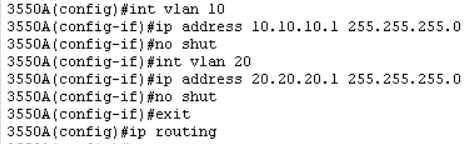 3550A(config)#int vlan 10
3550A(config-if)#ip address 10.10.10.1 255.255.255.0
3550A(config-if)#no shut
3550A(config-if)#int vlan 20
3550A(config-if)#ip address 20.20.20.1 255.255.255.0
3550A(config-if)#no shut
3550A(config-if)#exit
3550A(config)#ip routing